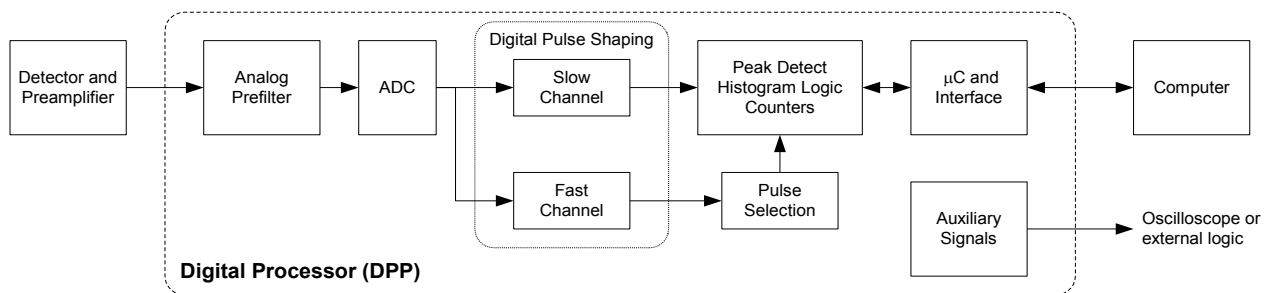 Detector and
Preamplifier
Analog
Prefilter
ADC
Digital Pulse Shaping
Slow
Channel
Fast
Channel
Peak Detect
Histogram Logic
Counters
Pulse
Selection
μC and
Interface
Computer
Auxiliary
Signals
Oscilloscope or
external logic
Digital Processor (DPP)